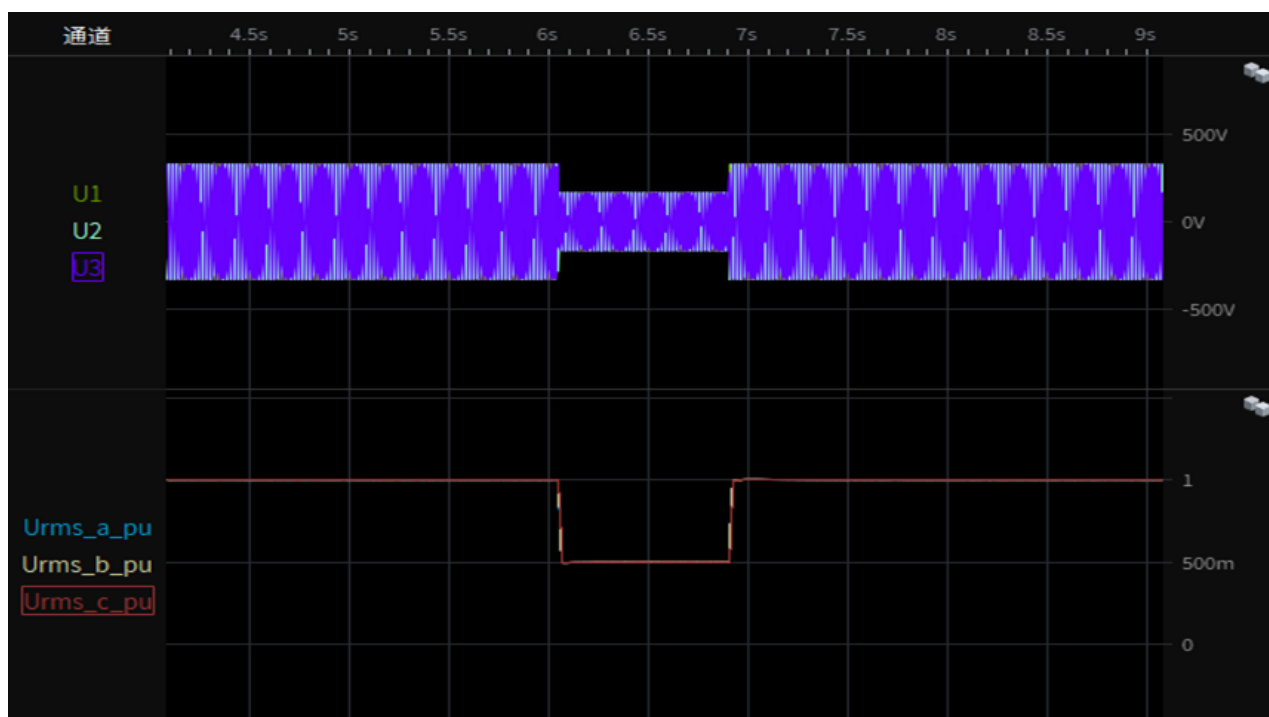 通道 4.5s 5s 5.5s 6s 6.5s 7s 7.5s 8s 8.5s 9s
500V
U1
U2
0V
U3
-500V
1
Urms_a_pu
Urms_b_pu
500m
Urms_c_pu
0